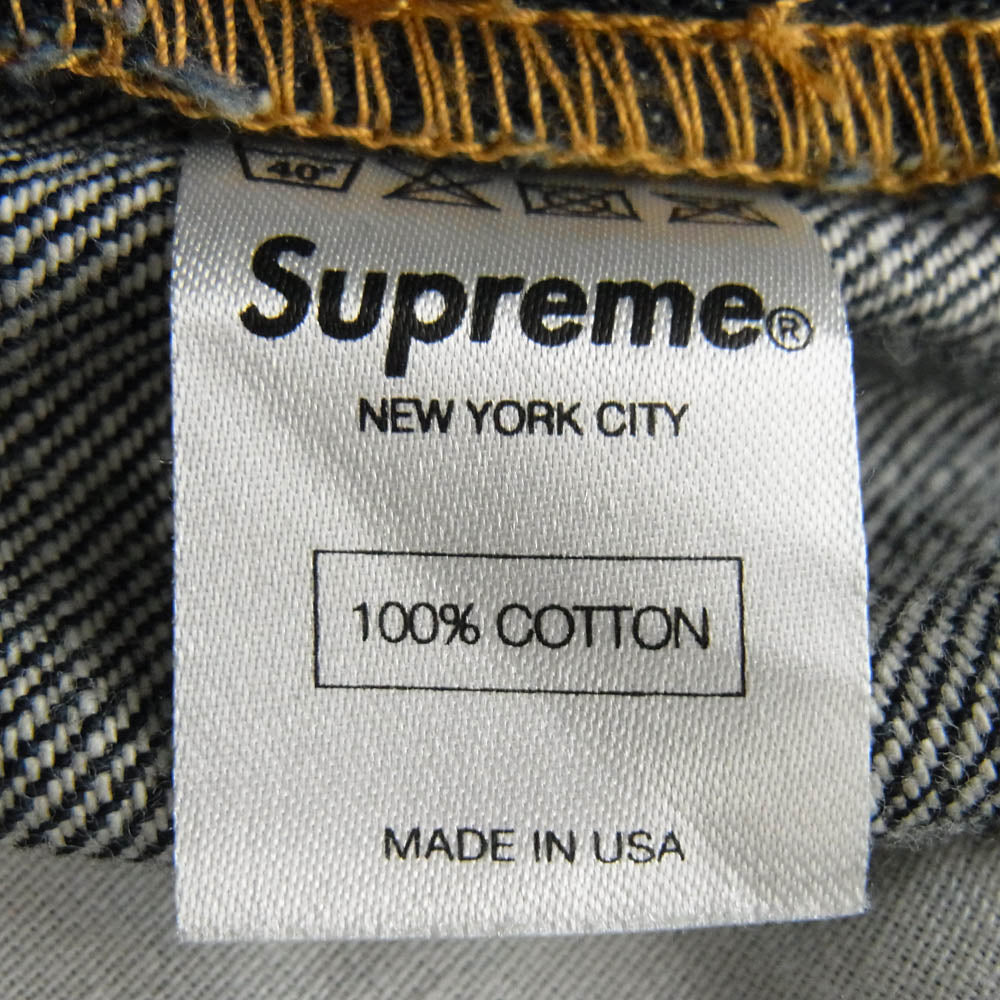 40°
Supreme®
NEW YORK CITY
100% COTTON
MADE IN USA